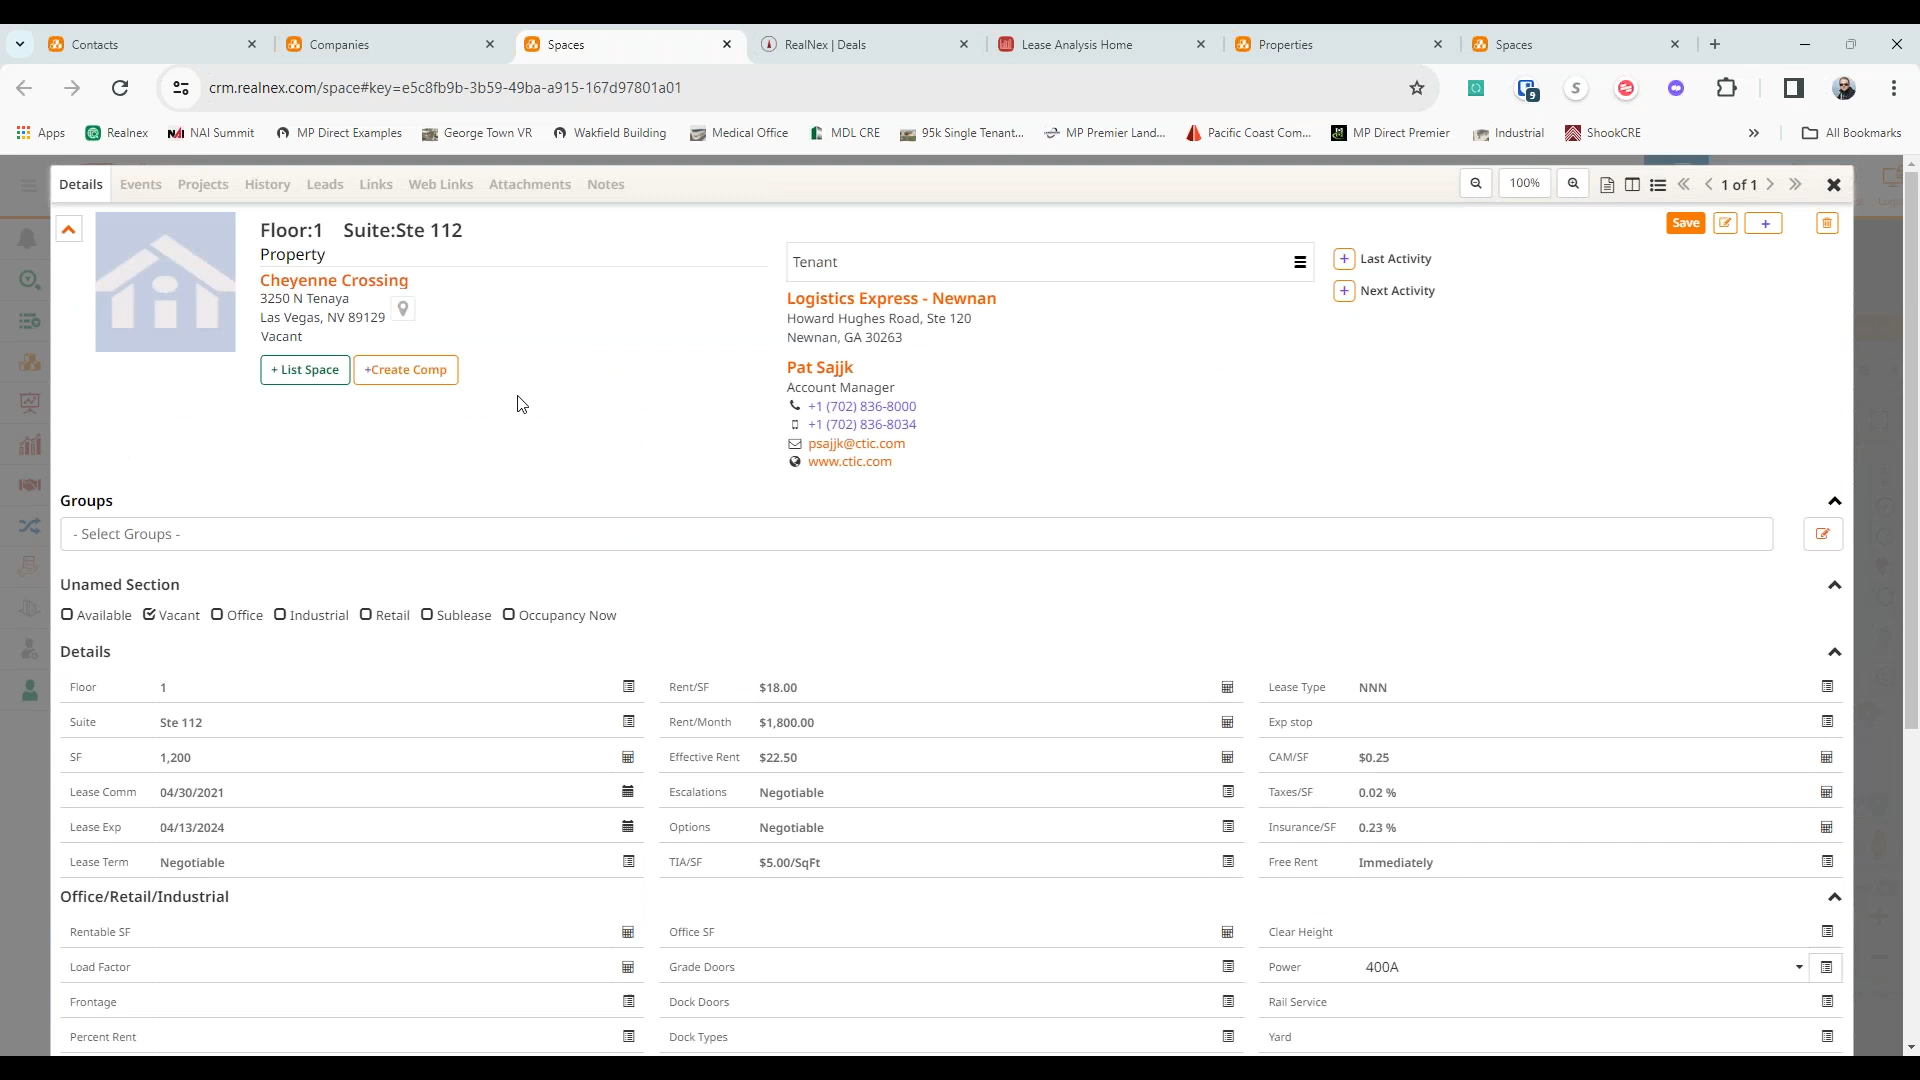 Contacts
Companies
Spaces
RealNex | Deals
Lease Analysis Home
Properties
Spaces
crm.realnex.com/space#key=e5c8fb9b-3b59-49ba-a915-167d97801a01
S
9
Apps
Realnex
NAI Summit
MP Direct Examples
George Town VR
Wakfield Building
Medical Office
MDL CRE
95k Single Tenant...
MP Premier Land...
Pacific Coast Com...
MP Direct Premier
Industrial
ShookCRE
All Bookmarks
Details Events Projects History Leads Links Web Links Attachments Notes
100%
1 of 1
Floor:1 Suite:Ste 112
Save
Property
Cheyenne Crossing
3250 N Tenaya
Las Vegas, NV 89129
Vacant
+ List Space
+Create Comp
Tenant
Logistics Express - Newnan
Howard Hughes Road, Ste 120
Newnan, GA 30263
Pat Sajjk
Account Manager
+1 (702) 836-8000
+1 (702) 836-8034
psajjk@ctic.com
www.ctic.com
+ Last Activity
+ Next Activity
Groups
- Select Groups -
Unamed Section
Available Vacant Office Industrial Retail Sublease Occupancy Now
Details
Floor 1 Rent/SF $18.00 Lease Type NNN
Suite Ste 112 Rent/Month $1,800.00 Exp stop
SF 1,200 Effective Rent $22.50 CAM/SF $0.25
Lease Comm 04/30/2021 Escalations Negotiable Taxes/SF 0.02 %
Lease Exp 04/13/2024 Options Negotiable Insurance/SF 0.23 %
Lease Term Negotiable TIA/SF $5.00/SqFt Free Rent Immediately
Office/Retail/Industrial
Rentable SF Office SF Clear Height
Load Factor Grade Doors Power 400A
Frontage Dock Doors Rail Service
Percent Rent Dock Types Yard